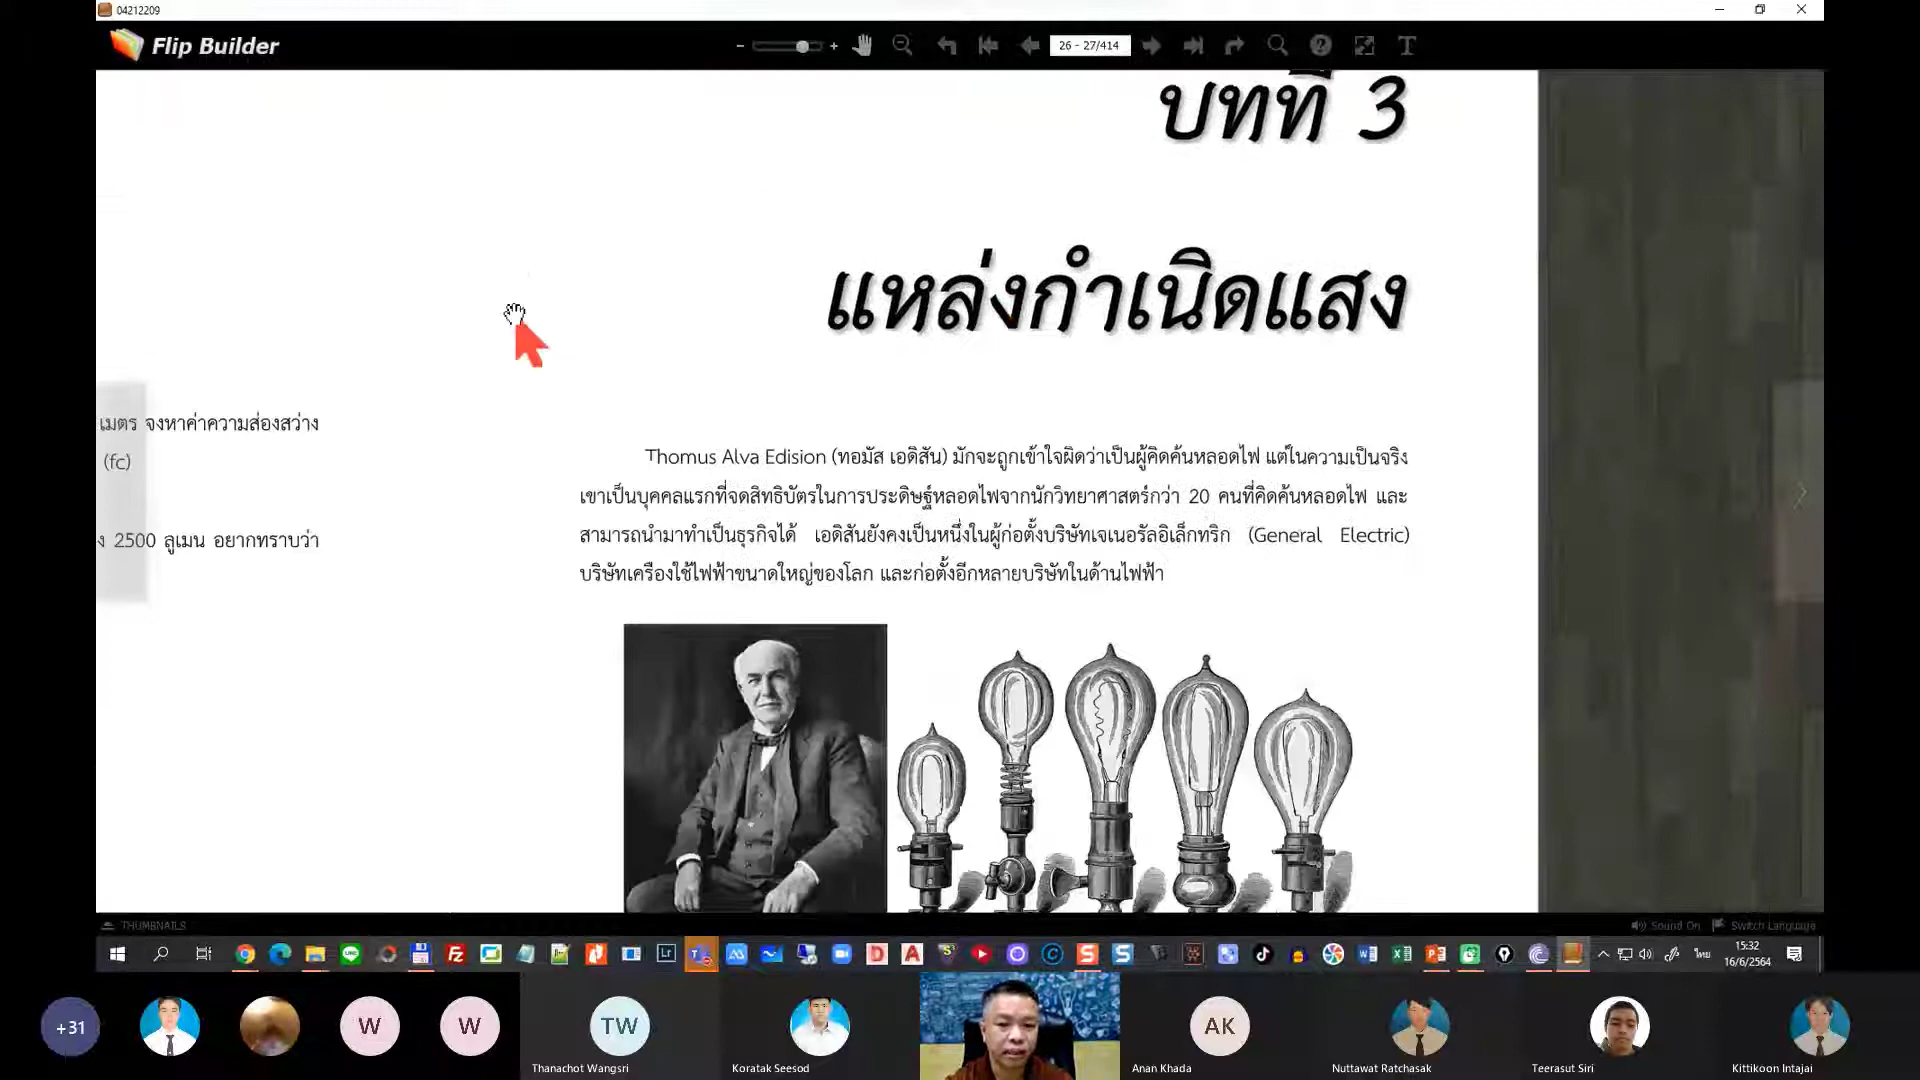 04212209
Flip Builder
26 - 27/414
บทที่ 3
แหล่งกำเนิดแสง
เมตร จงหาค่าความส่องสว่าง
(fc)
ง 2500 ลูเมน อยากทราบว่า
Thomus Alva Edision (ทอมัส เอดิสัน) มักจะถูกเข้าใจผิดว่าเป็นผู้คิดค้นหลอดไฟ แต่ในความเป็นจริง
เขาเป็นบุคคลแรกที่จดสิทธิบัตรในการประดิษฐ์หลอดไฟจากนักวิทยาศาสตร์กว่า 20 คนที่คิดค้นหลอดไฟ และ
สามารถนำมาทำเป็นธุรกิจได้ เอดิสันยังคงเป็นหนึ่งในผู้ก่อตั้งบริษัทเจเนอรัลอิเล็กทริก (General Electric)
บริษัทเครื่องใช้ไฟฟ้าขนาดใหญ่ของโลก และก่อตั้งอีกหลายบริษัทในด้านไฟฟ้า
THUMBNAILS
Sound On
Switch Language
ไทย
15:32
16/6/2564
+31
W
W
TW
AK
Thanachot Wangsri
Koratak Seesod
Anan Khada
Nuttawat Ratchasak
Teerasut Siri
Kittikoon Intajai